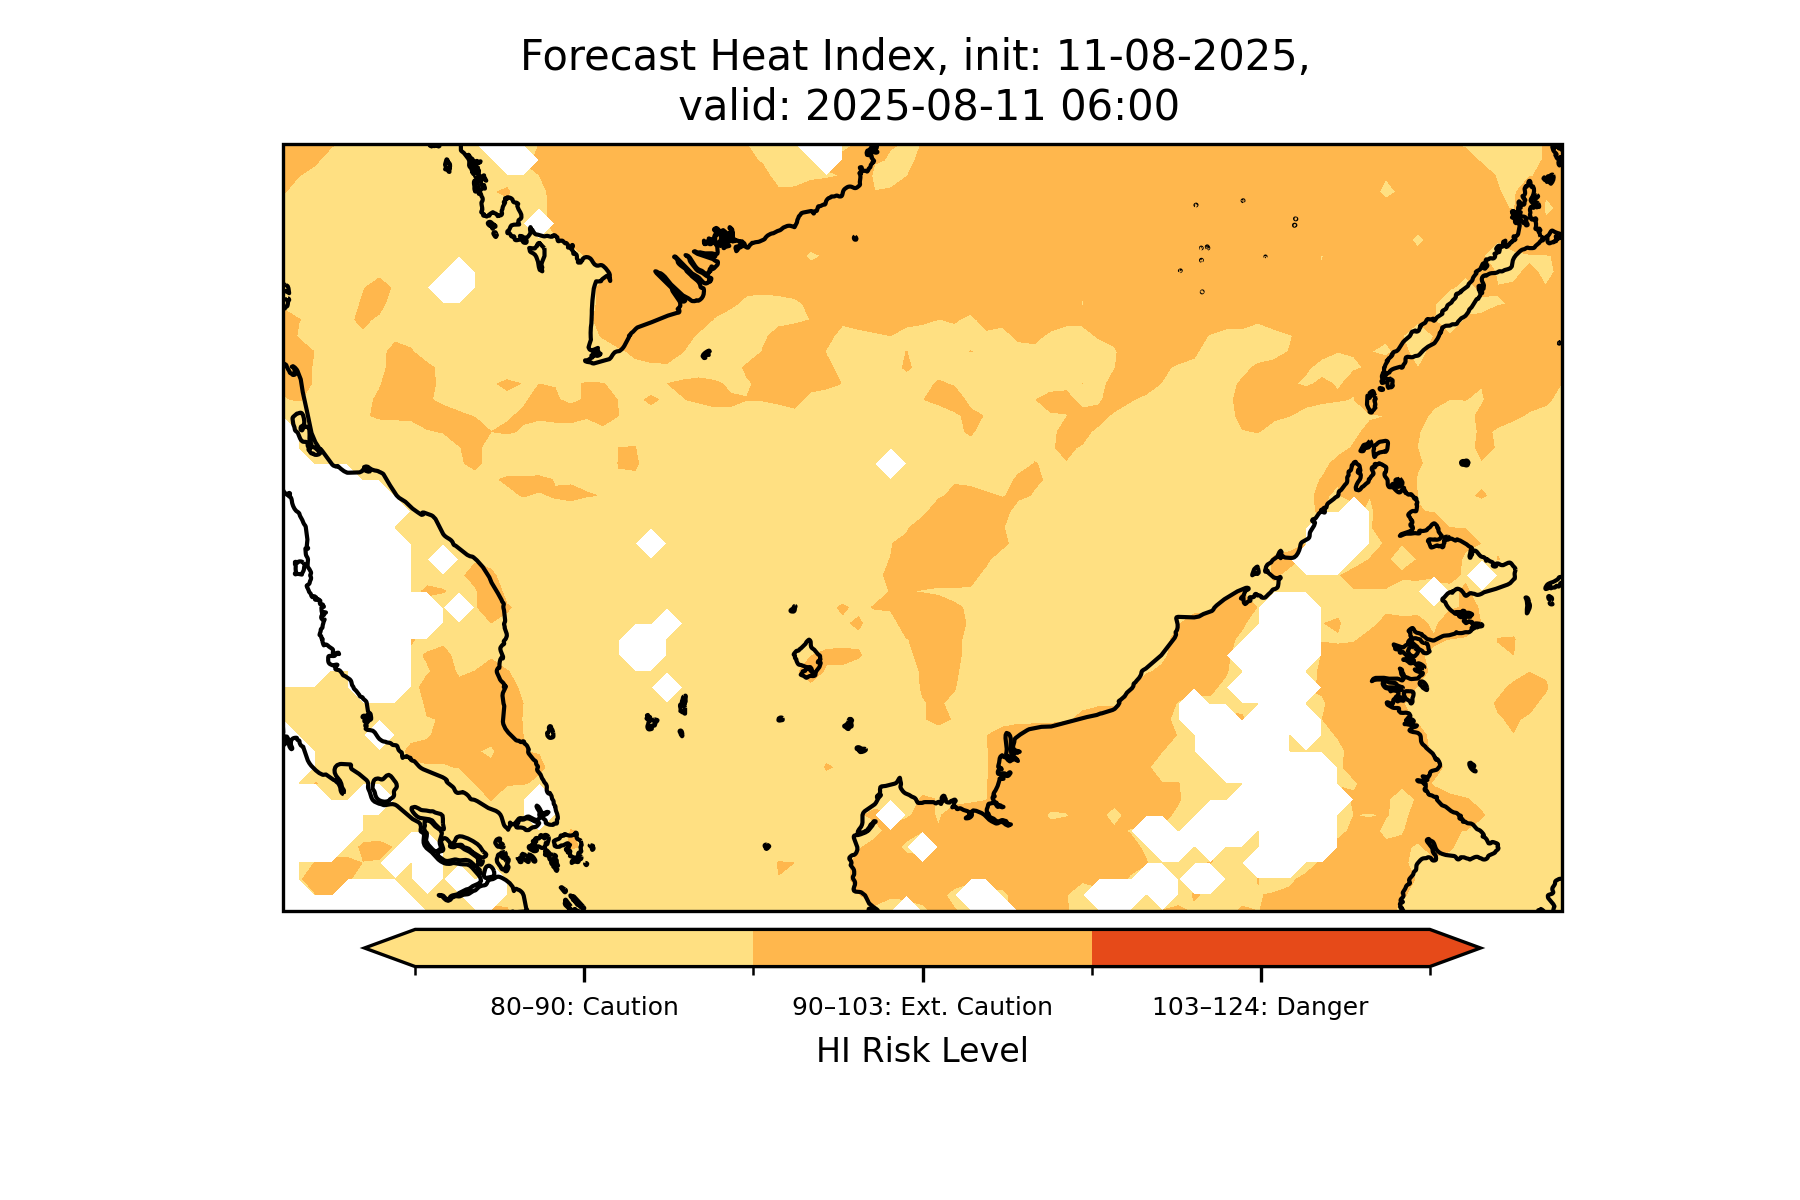 Forecast Heat Index, init: 11-08-2025,
valid: 2025-08-11 06:00
80–90: Caution
90–103: Ext. Caution
103–124: Danger
HI Risk Level